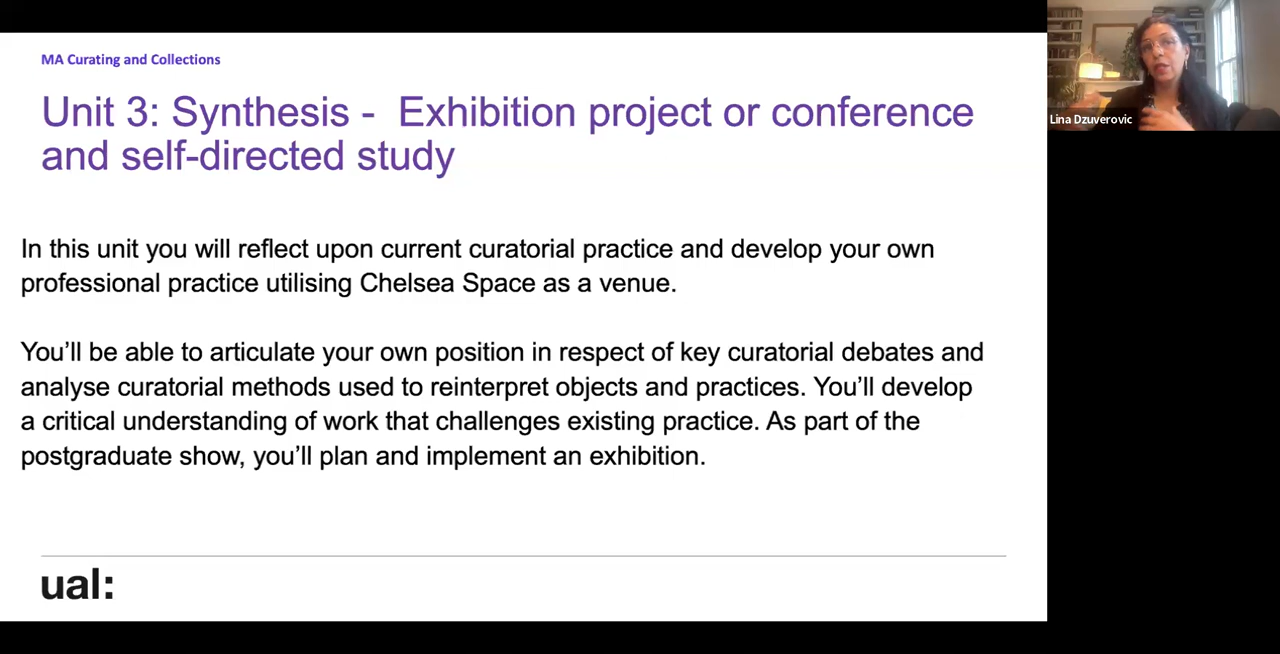 MA Curating and Collections
Unit 3: Synthesis -  Exhibition project or conference
and self-directed study
In this unit you will reflect upon current curatorial practice and develop your own
professional practice utilising Chelsea Space as a venue.
You’ll be able to articulate your own position in respect of key curatorial debates and
analyse curatorial methods used to reinterpret objects and practices. You’ll develop
a critical understanding of work that challenges existing practice. As part of the
postgraduate show, you’ll plan and implement an exhibition.
ual:
Lina Dzuverovic